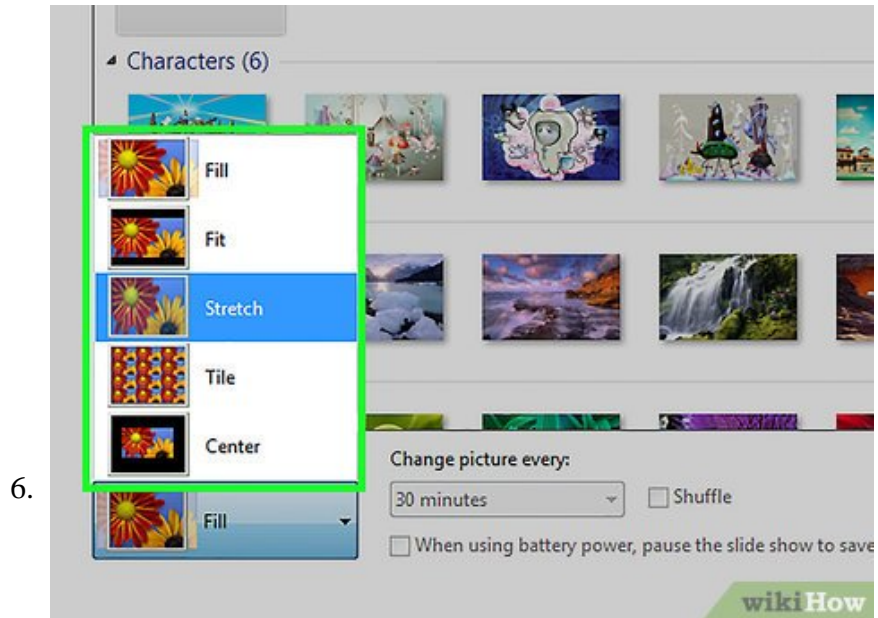 Characters (6)
Fill
Fit
Stretch
Tile
Center
6.
Fill
Change picture every:
30 minutes
Shuffle
When using battery power, pause the slide show to save
wikiHow